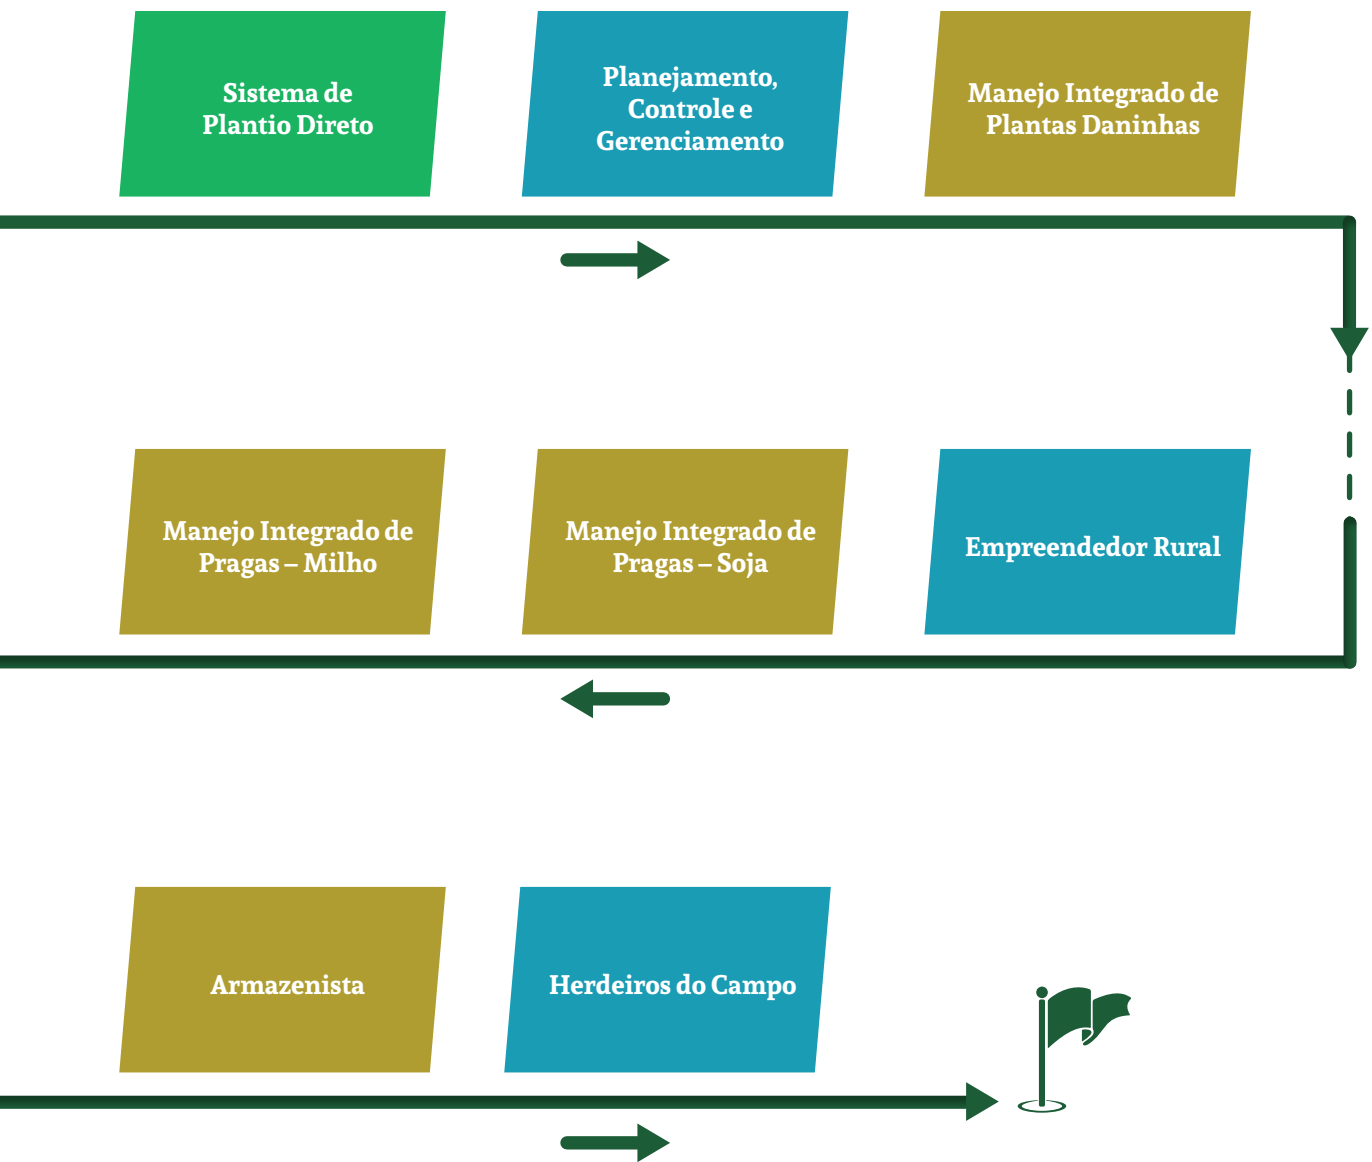 Sistema de
Plantio Direto
Planejamento,
Controle e
Gerenciamento
Manejo Integrado de
Plantas Daninhas
Manejo Integrado de
Pragas – Milho
Manejo Integrado de
Pragas – Soja
Empreendedor Rural
Armazenista
Herdeiros do Campo